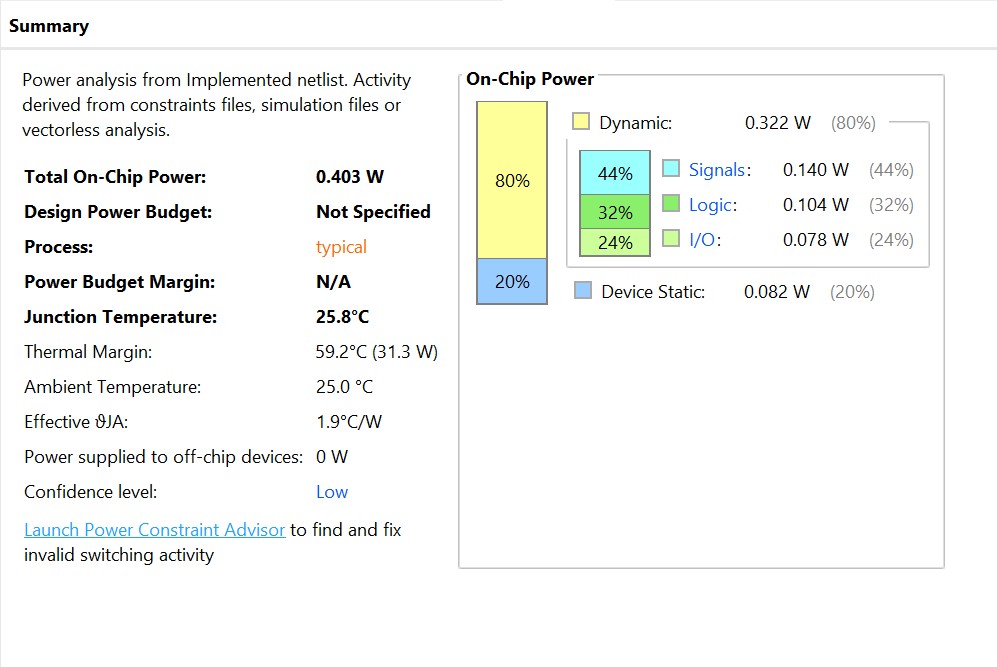 Summary
Power analysis from Implemented netlist. Activity
derived from constraints files, simulation files or
vectorless analysis.
Total On-Chip Power: 0.403 W
Design Power Budget: Not Specified
Process: typical
Power Budget Margin: N/A
Junction Temperature: 25.8°C
Thermal Margin: 59.2°C (31.3 W)
Ambient Temperature: 25.0 °C
Effective ϑJA: 1.9°C/W
Power supplied to off-chip devices: 0 W
Confidence level: Low
Launch Power Constraint Advisor to find and fix
invalid switching activity
On-Chip Power
80%
20%
Dynamic: 0.322 W (80%)
44% Signals: 0.140 W (44%)
32% Logic: 0.104 W (32%)
24% I/O: 0.078 W (24%)
Device Static: 0.082 W (20%)